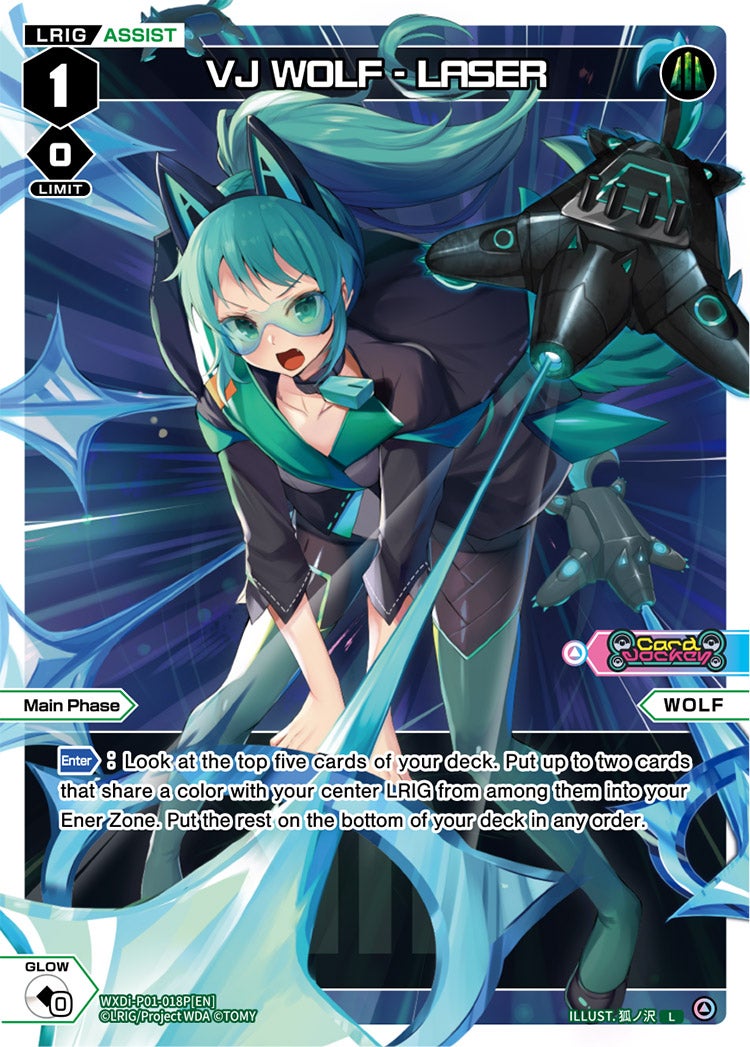 LRIG ASSIST
VJ WOLF - LASER
1
0
LIMIT
Card
Jockey
Main Phase
WOLF
Enter : Look at the top five cards of your deck. Put up to two cards
that share a color with your center LRIG from among them into your
Ener Zone. Put the rest on the bottom of your deck in any order.
GLOW
0
WXDi-P01-018P[EN]
©LRIG/Project WDA ©TOMY
ILLUST. 狐ノ沢 L